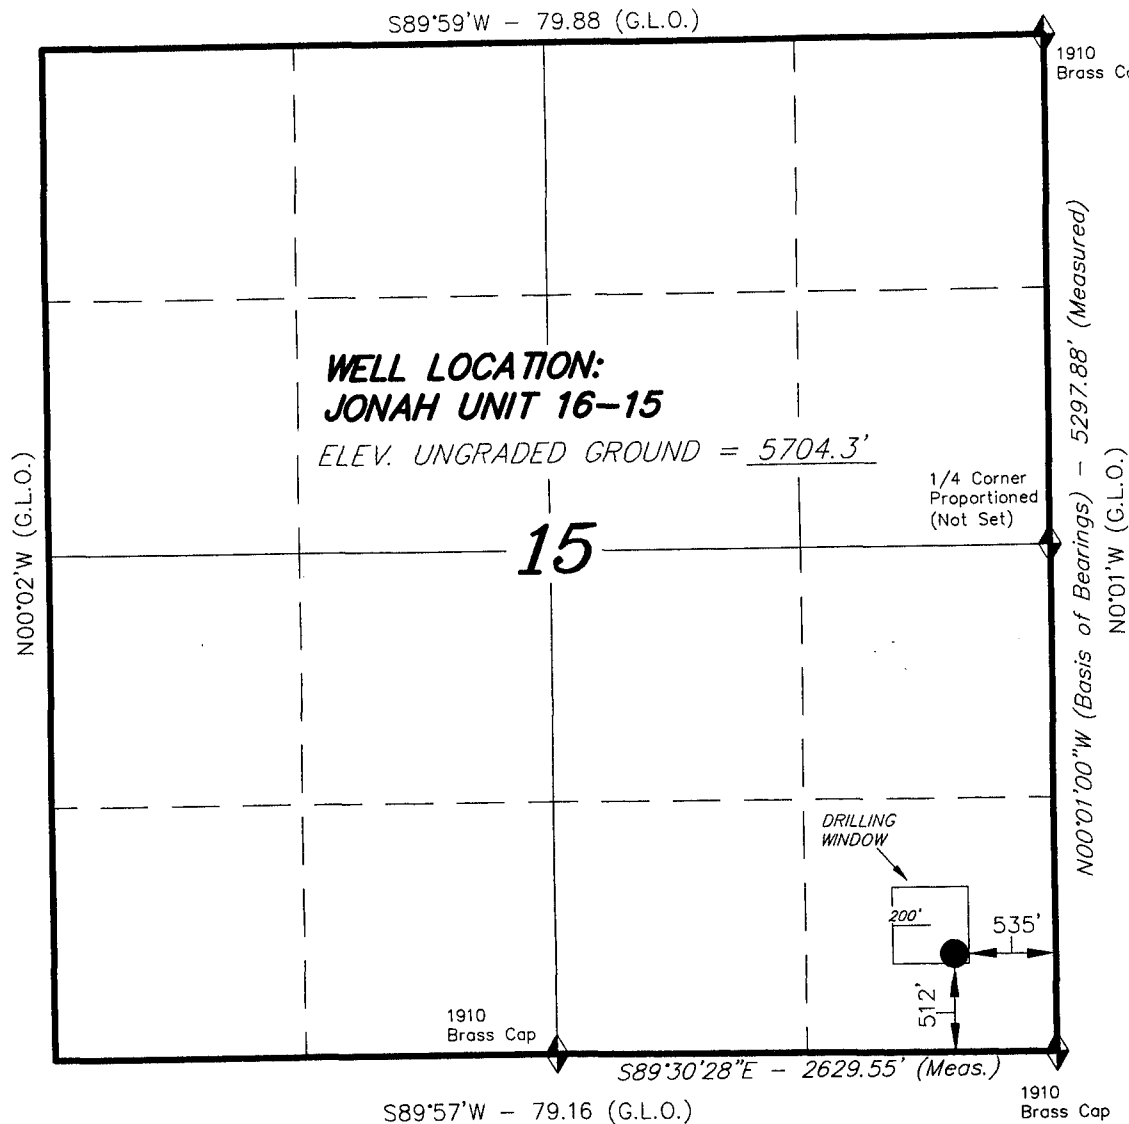 S89°59'W - 79.88 (G.L.O.)
1910
Brass
WELL LOCATION:
JONAH UNIT 16-15
ELEV. UNGRADED GROUND = 5704.3'
1/4 Corner
Proportioned
(Not Set)
15
N00°02'W (G.L.O.)
N00°01'00"W (Basis of Bearings) - 5297.88' (Measured)
N0°01'W (G.L.O.)
DRILLING
WINDOW
200'
535'
512'
1910
Brass Cap
S89°30'28"E - 2629.55' (Meas.)
S89°57'W - 79.16 (G.L.O.)
1910
Brass Cap